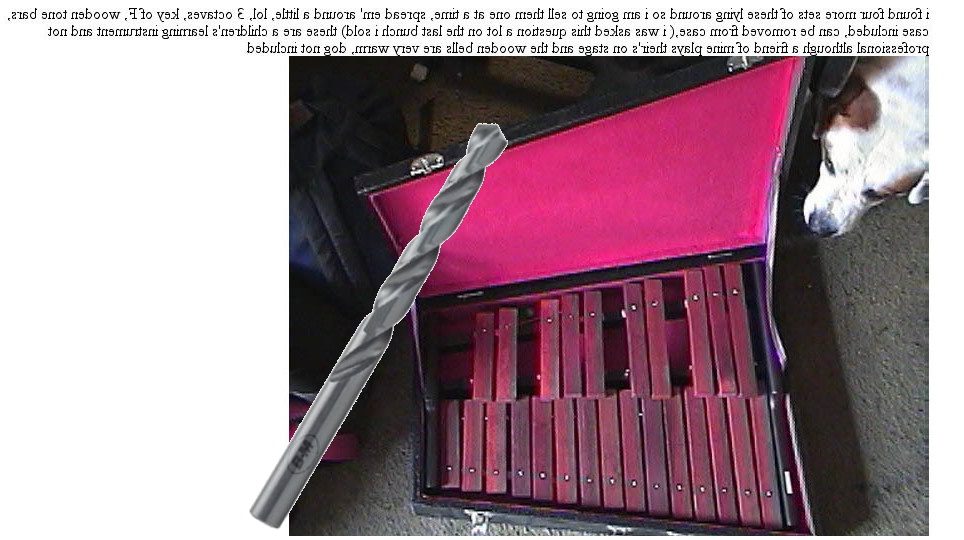 i found four more sets of these lying around so i am going to sell them one at a time, spread em' around a little, lol, 3 octaves, key of F, wooden tone bars,
case included, can be removed from case,( i was asked this question a lot on the last bunch i sold) these are a children's learning instrument and not
professional although a friend of mine plays their's on stage and the wooden bells are very warm, dog not included